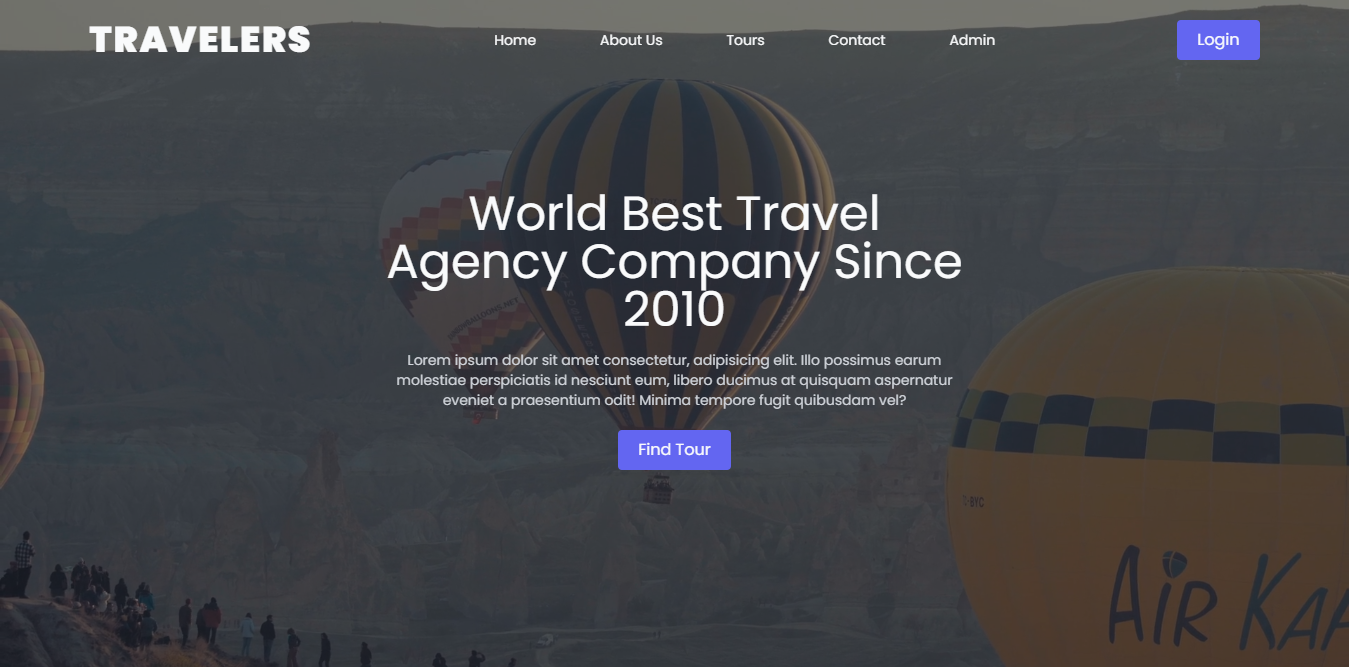 TRAVELERS
Home
About Us
Tours
Contact
Admin
Login
World Best Travel
Agency Company Since
2010
Lorem ipsum dolor sit amet consectetur, adipisicing elit. Illo possimus earum
molestiae perspiciatis id nesciunt eum, libero ducimus at quisquam aspernatur
eveniet a praesentium odit! Minima tempore fugit quibusdam vel?
Find Tour
BYC
AiR